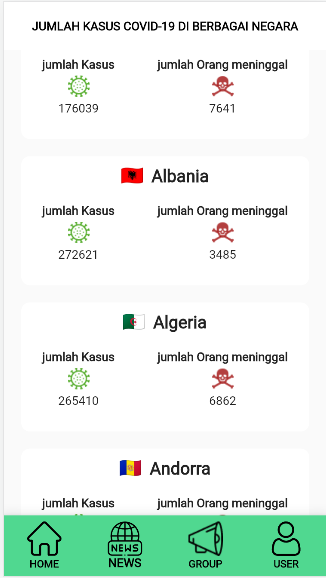 JUMLAH KASUS COVID-19 DI BERBAGAI NEGARA
jumlah Kasus jumlah Orang meninggal
176039 7641
Albania
jumlah Kasus jumlah Orang meninggal
272621 3485
Algeria
jumlah Kasus jumlah Orang meninggal
265410 6862
Andorra
jumlah Kasus jumlah Orang meninggal
NEWS
HOME NEWS GROUP USER